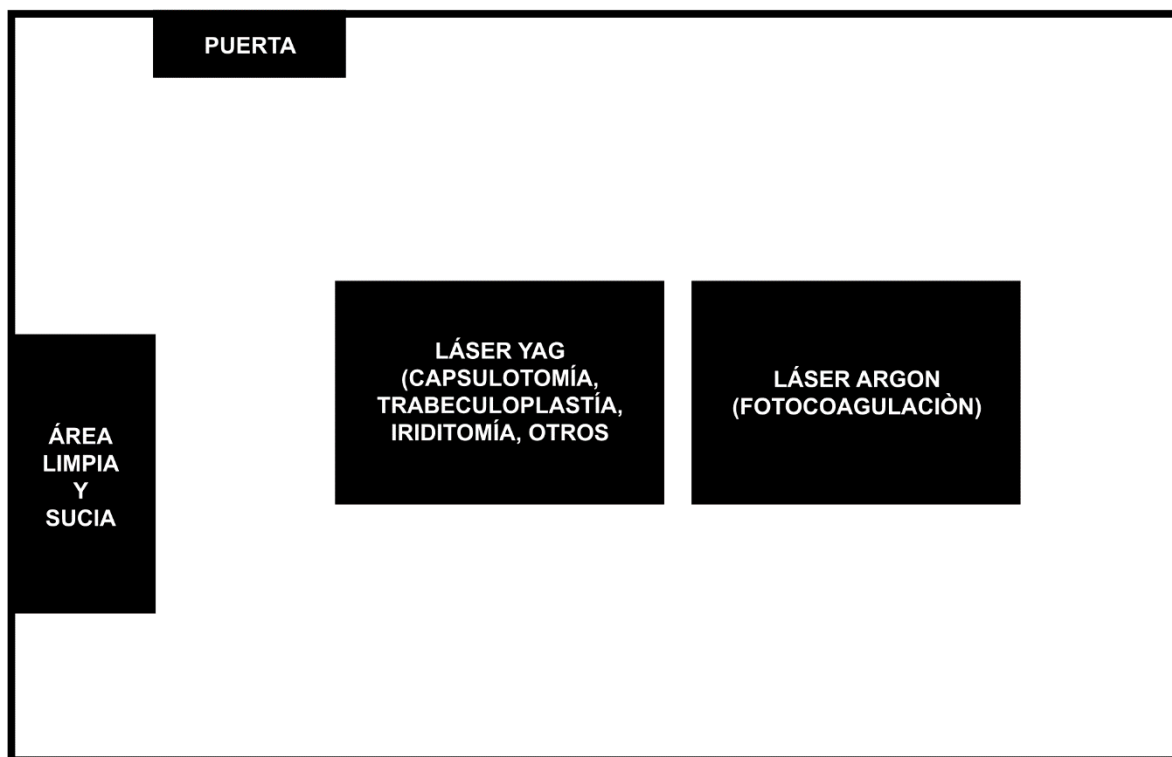 PUERTA
LÁSER YAG
(CAPSULOTOMÍA,
TRABECULOPLASTÍA,
IRIDITOMÍA, OTROS
LÁSER ARGON
(FOTOCOAGULACIÒN)
ÁREA
LIMPIA
Y
SUCIA